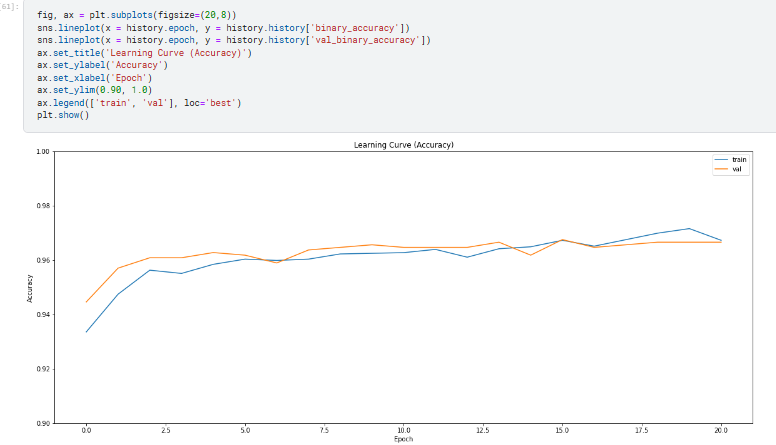 [61]:
fig, ax = plt.subplots(figsize=(20,8))
sns.lineplot(x = history.epoch, y = history.history['binary_accuracy'])
sns.lineplot(x = history.epoch, y = history.history['val_binary_accuracy'])
ax.set_title('Learning Curve (Accuracy)')
ax.set_ylabel('Accuracy')
ax.set_xlabel('Epoch')
ax.set_ylim(0.90, 1.0)
ax.legend(['train', 'val'], loc='best')
plt.show()
Learning Curve (Accuracy)
1.00
train
val
0.98
0.96
Accuracy
0.94
0.92
0.90
0.0 2.5 5.0 7.5 10.0 12.5 15.0 17.5 20.0
Epoch